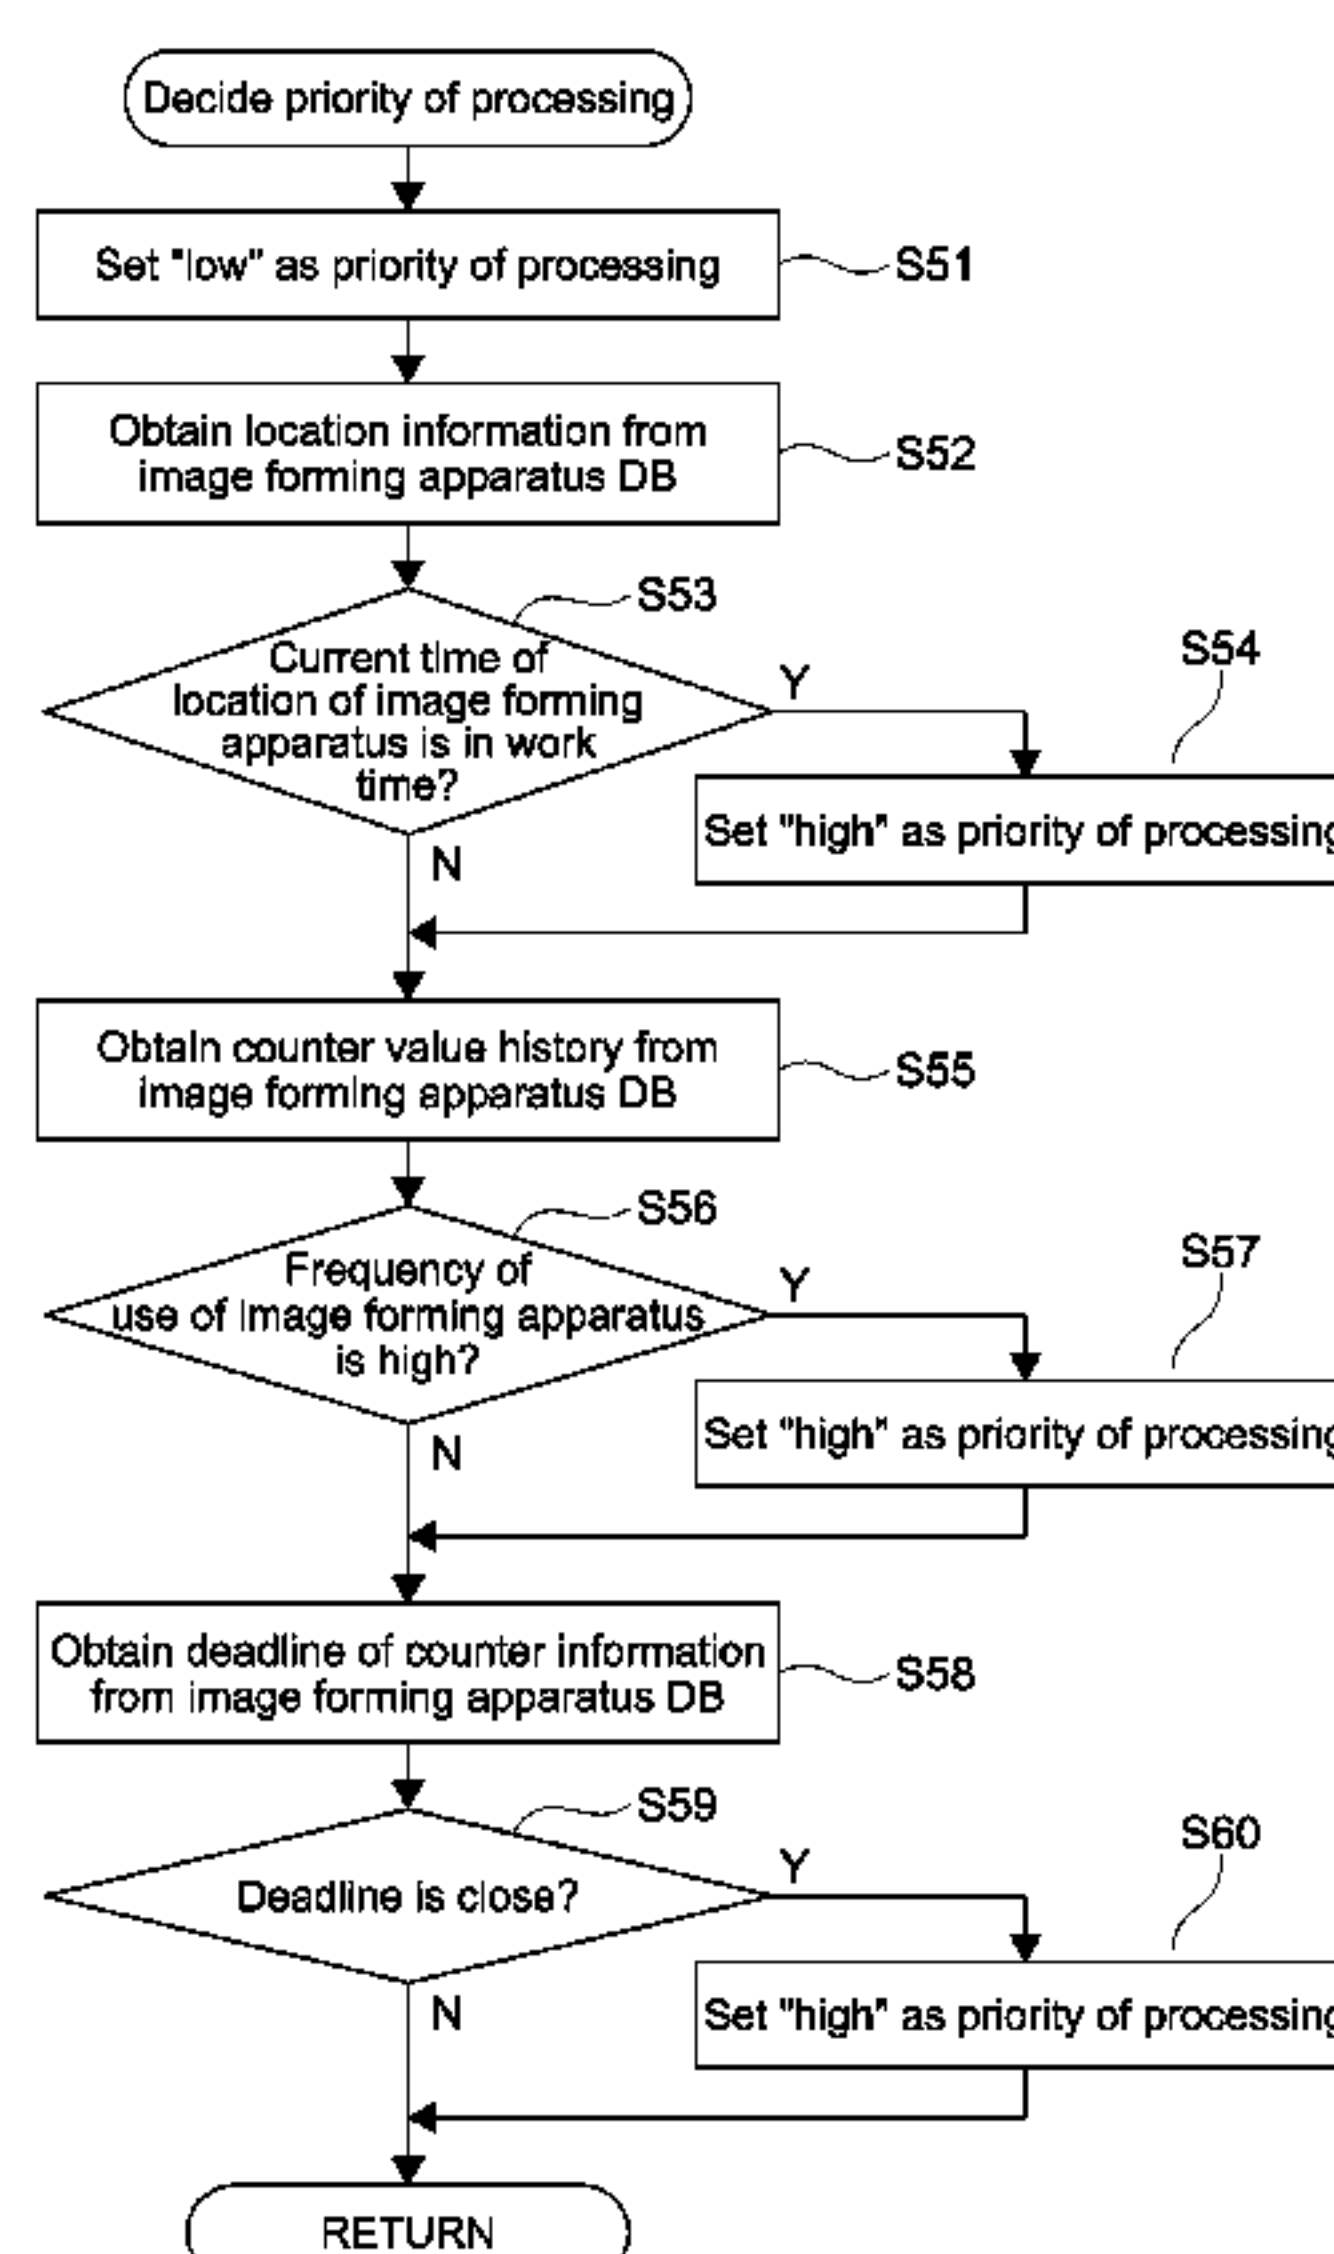 Decide priority of processing
Set "low" as priority of processing
S51
Obtain location information from
image forming apparatus DB
S52
S53
Current time of
location of image forming
apparatus is in work
time?
Y
S54
Set "high" as priority of processing
N
Obtain counter value history from
image forming apparatus DB
S55
S56
Frequency of
use of image forming apparatus
is high?
Y
S57
Set "high" as priority of processing
N
Obtain deadline of counter information
from image forming apparatus DB
S58
S59
Deadline is close?
Y
S60
Set "high" as priority of processing
N
RETURN